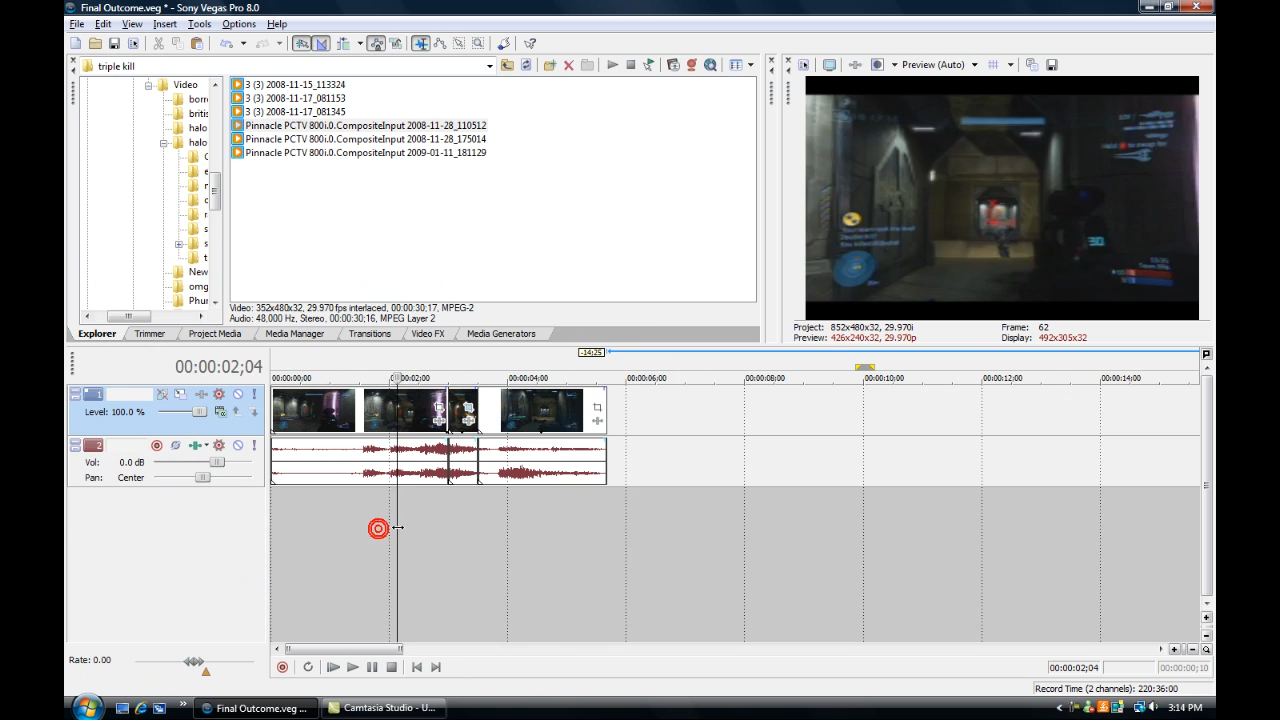 Final Outcome.veg * - Sony Vegas Pro 8.0
File Edit View Insert Tools Options Help
triple kill
Preview (Auto)
Video
borr
britis
halo
halo
New
omg
Phur
3 (3) 2008-11-15_113324
3 (3) 2008-11-17_081153
3 (3) 2008-11-17_081345
Pinnacle PCTV 800i.0.CompositeInput 2008-11-28_110512
Pinnacle PCTV 800i.0.CompositeInput 2008-11-28_175014
Pinnacle PCTV 800i.0.CompositeInput 2009-01-11_181129
Video: 352x480x32, 29.970 fps interlaced, 00:00:30;17, MPEG-2
Audio: 48,000 Hz, Stereo, 00:00:30;16, MPEG Layer 2
Explorer Trimmer Project Media Media Manager Transitions Video FX Media Generators
Project: 852x480x32, 29.970i
Preview: 426x240x32, 29.970p
Frame: 62
Display: 492x305x32
00:00:02;04
-14;25
00:00:00;00 00:00:02;00 00:00:04;00 00:00:06;00 00:00:08;00 00:00:10;00 00:00:12;00 00:00:14;00
1
Level: 100.0 %
2
Vol: 0.0 dB
Pan: Center
Rate: 0.00
00:00:02;04
00:00:00;10
Record Time (2 channels): 220:36:00
Final Outcome.veg ...
Camtasia Studio - U...
3:14 PM